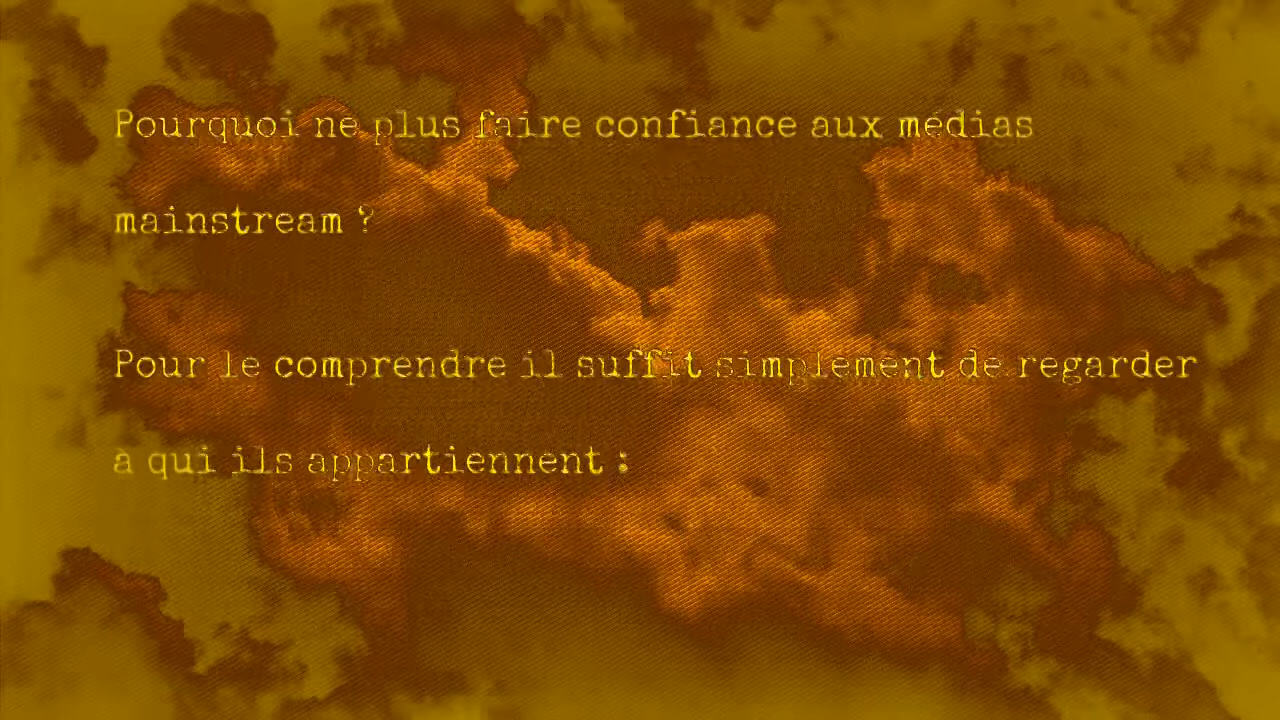 Pourquoi ne plus faire confiance aux médias
mainstream ?
Pour le comprendre il suffit simplement de regarder
à qui ils appartiennent :